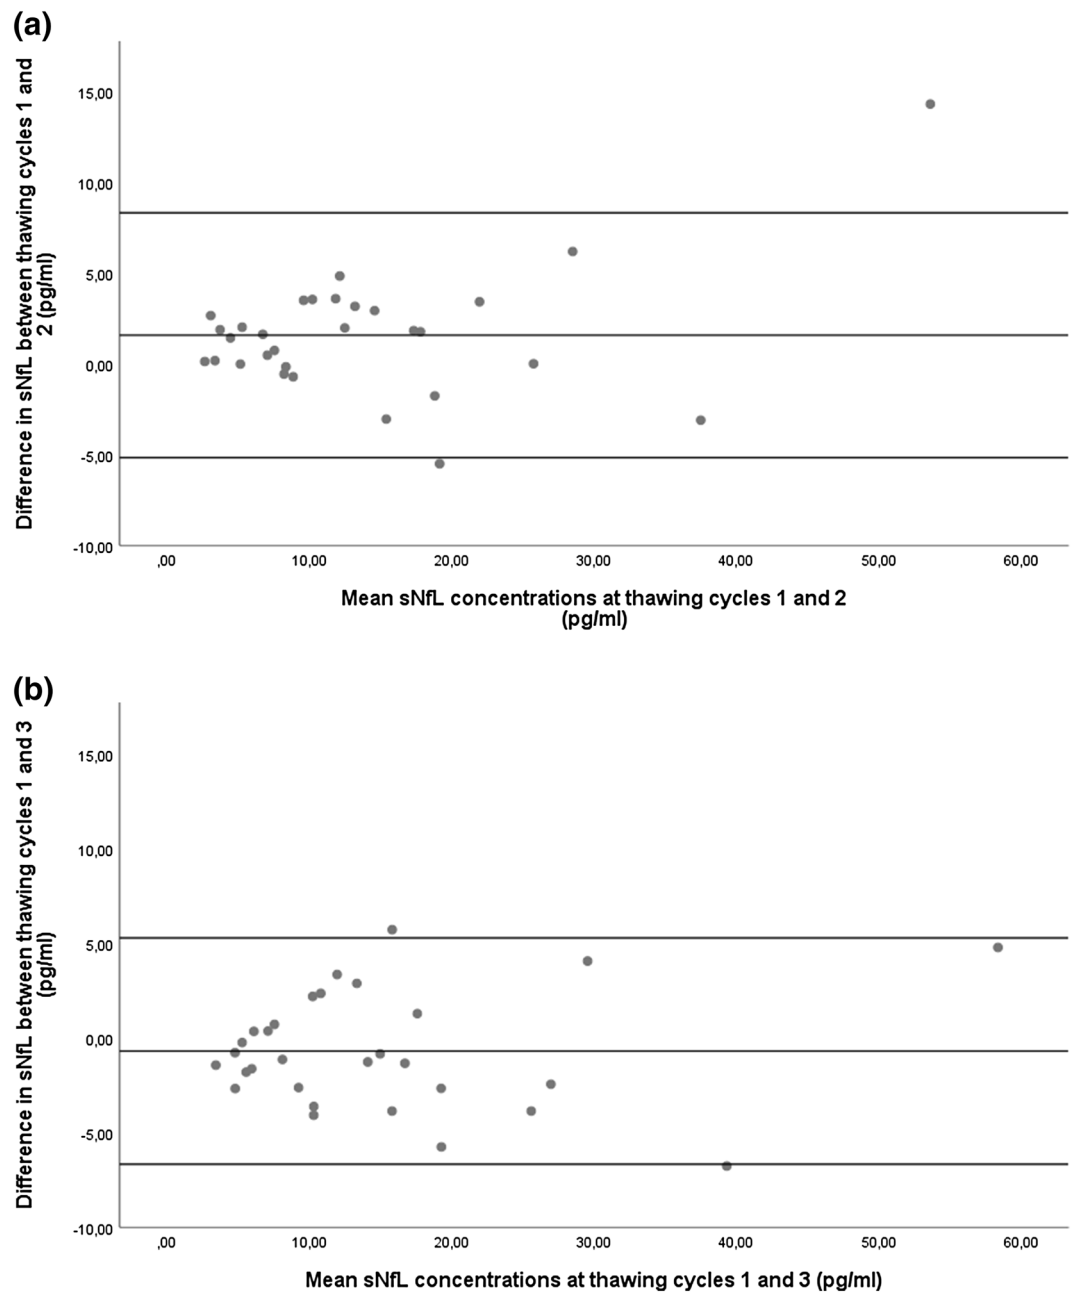 (a)
Difference in sNfL between thawing cycles 1 and
2 (pg/ml)
15,00
10,00
5,00
0,00
-5,00
-10,00
,00 10,00 20,00 30,00 40,00 50,00 60,00
Mean sNfL concentrations at thawing cycles 1 and 2
(pg/ml)
(b)
Difference in sNfL between thawing cycles 1 and 3
(pg/ml)
15,00
10,00
5,00
0,00
-5,00
-10,00
,00 10,00 20,00 30,00 40,00 50,00 60,00
Mean sNfL concentrations at thawing cycles 1 and 3 (pg/ml)